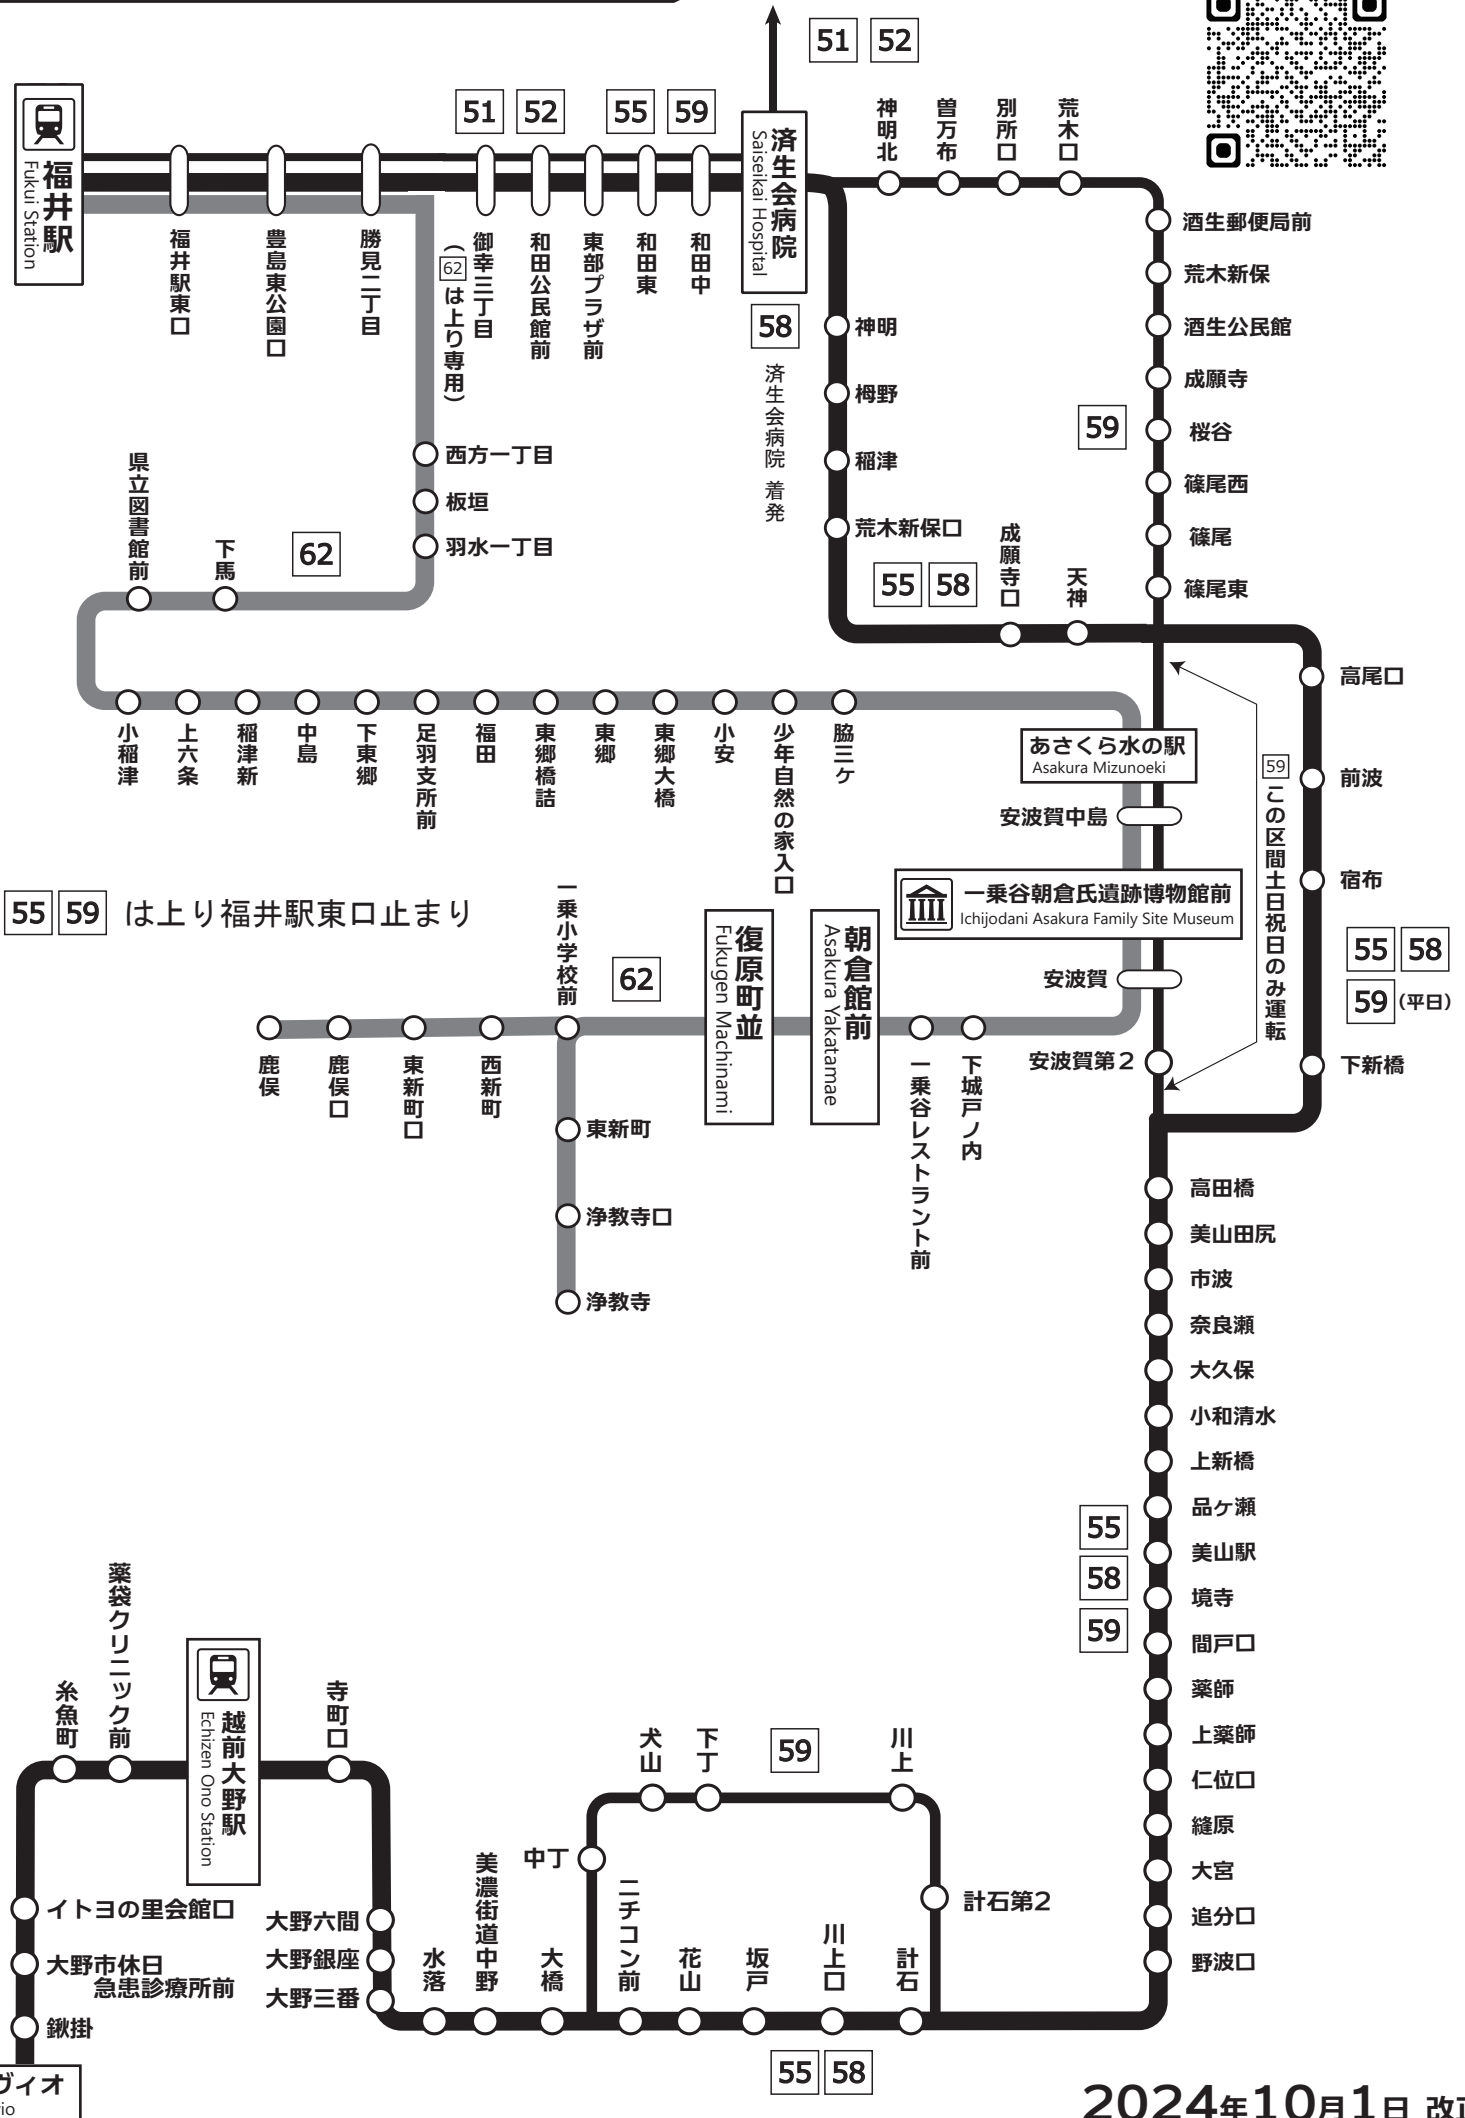 51 52
福井駅
Fukui Station
51 52 55 59
済生会病院
Saiseikai Hospital
神明北
曽万布
別所口
荒木口
福井駅東口
豊島東公園口
勝見二丁目
(62は上り専用)
御幸三丁目
和田公民館前
東部プラザ前
和田東
和田中
酒生郵便局前
荒木新保
酒生公民館
成願寺
59
桜谷
篠尾西
篠尾
篠尾東
58
済生会病院 着発
神明
栂野
稲津
荒木新保口
55 58
成願寺口
天神
西方一丁目
板垣
羽水一丁目
62
下馬
県立図書館前
小稲津
上六条
稲津新
中島
下東郷
足羽支所前
福田
東郷橋詰
東郷
東郷大橋
小安
少年自然の家入口
脇三ケ
あさくら水の駅
Asakura Mizunoeki
安波賀中島
一乗谷朝倉氏遺跡博物館前
Ichijodani Asakura Family Site Museum
安波賀
安波賀第2
59 この区間土日祝日のみ運転
高尾口
前波
宿布
55 58
59 (平日)
下新橋
55 59 は上り福井駅東口止まり
一乗小学校前
62
復原町並
Fukugen Machinami
朝倉館前
Asakura Yakatamae
鹿俣
鹿俣口
東新町口
西新町
一乗谷レストラント前
下城戸ノ内
東新町
浄教寺口
浄教寺
高田橋
美山田尻
市波
奈良瀬
大久保
小和清水
上新橋
品ヶ瀬
55
58
59
美山駅
境寺
間戸口
薬師
上薬師
仁位口
縫原
大宮
追分口
野波口
糸魚町
薬袋クリニック前
越前大野駅
Echizen Ono Station
寺町口
犬山
下丁
59
川上
中丁
計石第2
イトヨの里会館口
大野市休日
急患診療所前
鍬掛
大野六間
大野銀座
大野三番
水落
美濃街道中野
大橋
ニチコン前
花山
坂戸
川上口
計石
55 58
ヴィオ
2024年10月1日 改